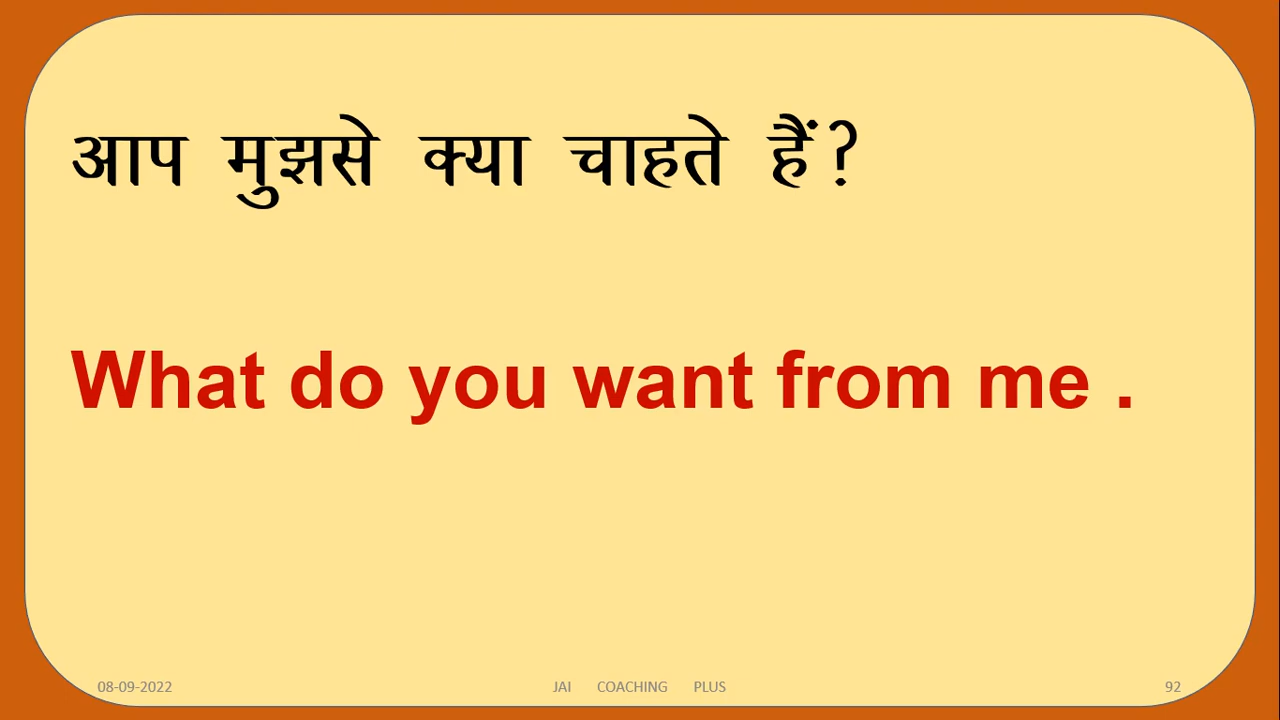 आप मुझसे क्या चाहते हैं?
What do you want from me .
08-09-2022 JAI COACHING PLUS 92